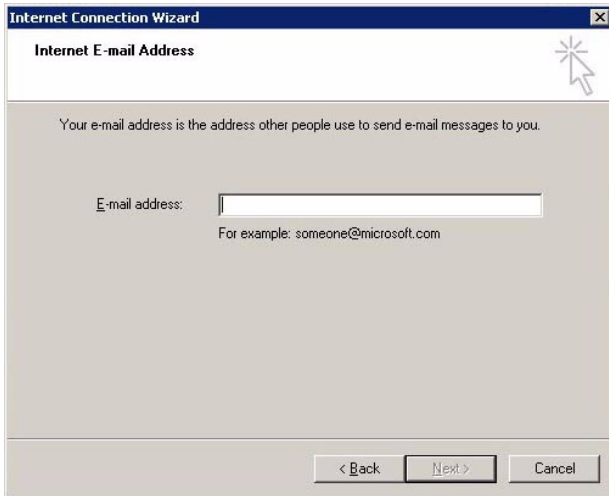 Internet Connection Wizard
Internet E-mail Address
Your e-mail address is the address other people use to send e-mail messages to you.
E-mail address:
For example: someone@microsoft.com
< Back Next > Cancel